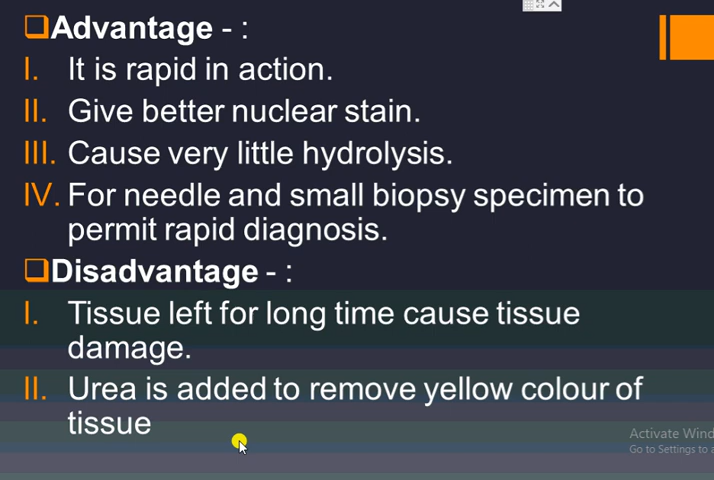 Advantage - :
I. It is rapid in action.
II. Give better nuclear stain.
III. Cause very little hydrolysis.
IV. For needle and small biopsy specimen to
permit rapid diagnosis.
Disadvantage - :
I. Tissue left for long time cause tissue
damage.
II. Urea is added to remove yellow colour of
tissue
Activate Wind
Go to Settings to a